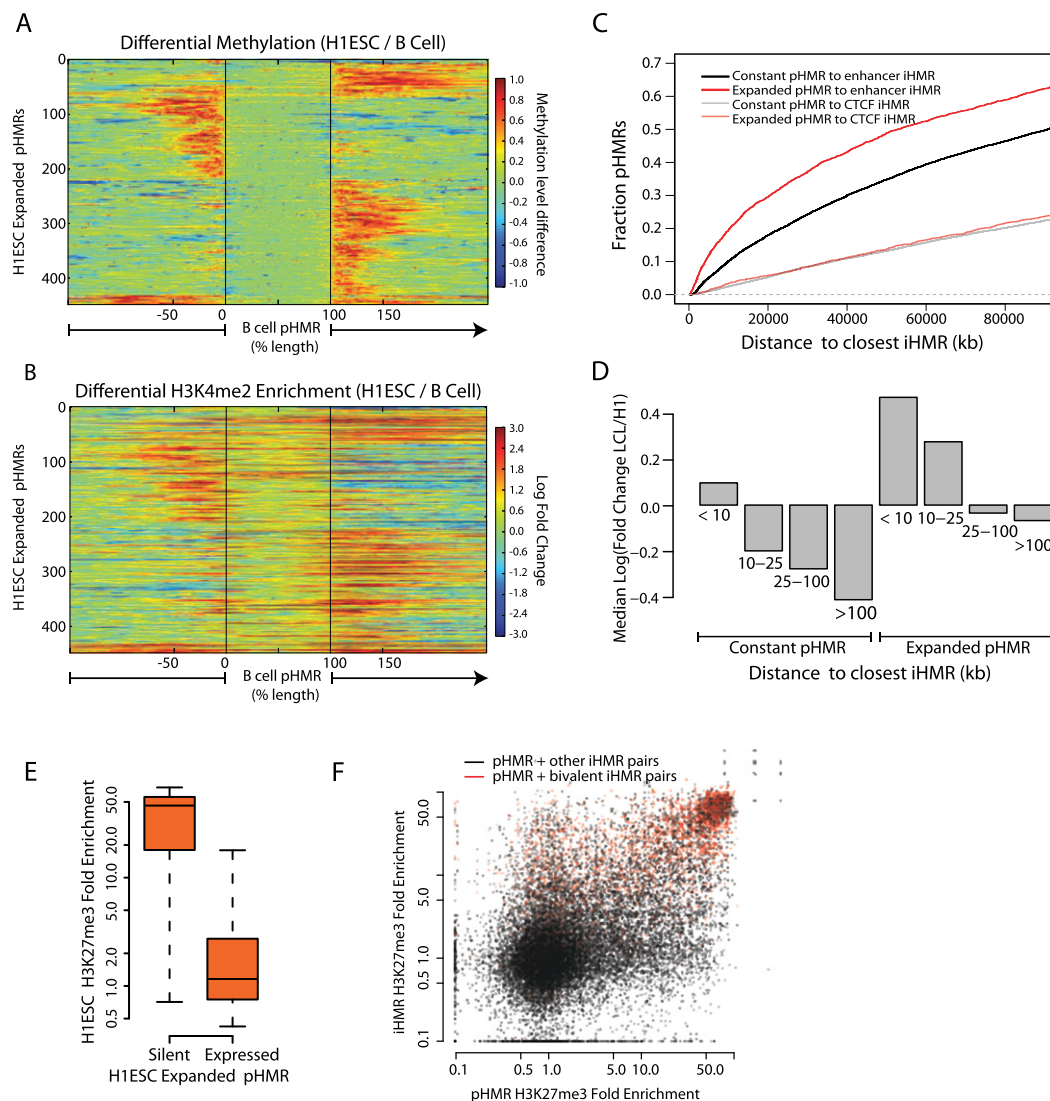 A
Differential Methylation (H1ESC / B Cell)
H1ESC Expanded pHMRs
0
100
200
300
400
-50
0
B cell pHMR
(% length)
100
150
1.0
0.8
0.6
0.4
0.2
0.0
-0.2
-0.4
-0.6
-0.8
-1.0
Methylation level difference
B
Differential H3K4me2 Enrichment (H1ESC / B Cell)
H1ESC Expanded pHMRs
0
100
200
300
400
-50
0
B cell pHMR
(% length)
100
150
3.0
2.4
1.8
1.2
0.6
0.0
-0.6
-1.2
-1.8
-2.4
-3.0
Log Fold Change
C
Constant pHMR to enhancer iHMR
Expanded pHMR to enhancer iHMR
Constant pHMR to CTCF iHMR
Expanded pHMR to CTCF iHMR
Fraction pHMRs
0.7
0.6
0.5
0.4
0.3
0.2
0.1
0.0
0
20000
40000
60000
80000
Distance to closest iHMR (kb)
D
Median Log(Fold Change LCL/H1)
0.4
0.2
0.0
−0.2
−0.4
< 10
10−25
25−100
>100
< 10
10−25
25−100
>100
Constant pHMR
Expanded pHMR
Distance to closest iHMR (kb)
E
H1ESC H3K27me3 Fold Enrichment
50.0
20.0
10.0
5.0
2.0
1.0
0.5
Silent
Expressed
H1ESC Expanded pHMR
F
pHMR + other iHMR pairs
pHMR + bivalent iHMR pairs
iHMR H3K27me3 Fold Enrichment
50.0
5.0
1.0
0.5
0.1
0.1
0.5
1.0
5.0
10.0
50.0
pHMR H3K27me3 Fold Enrichment